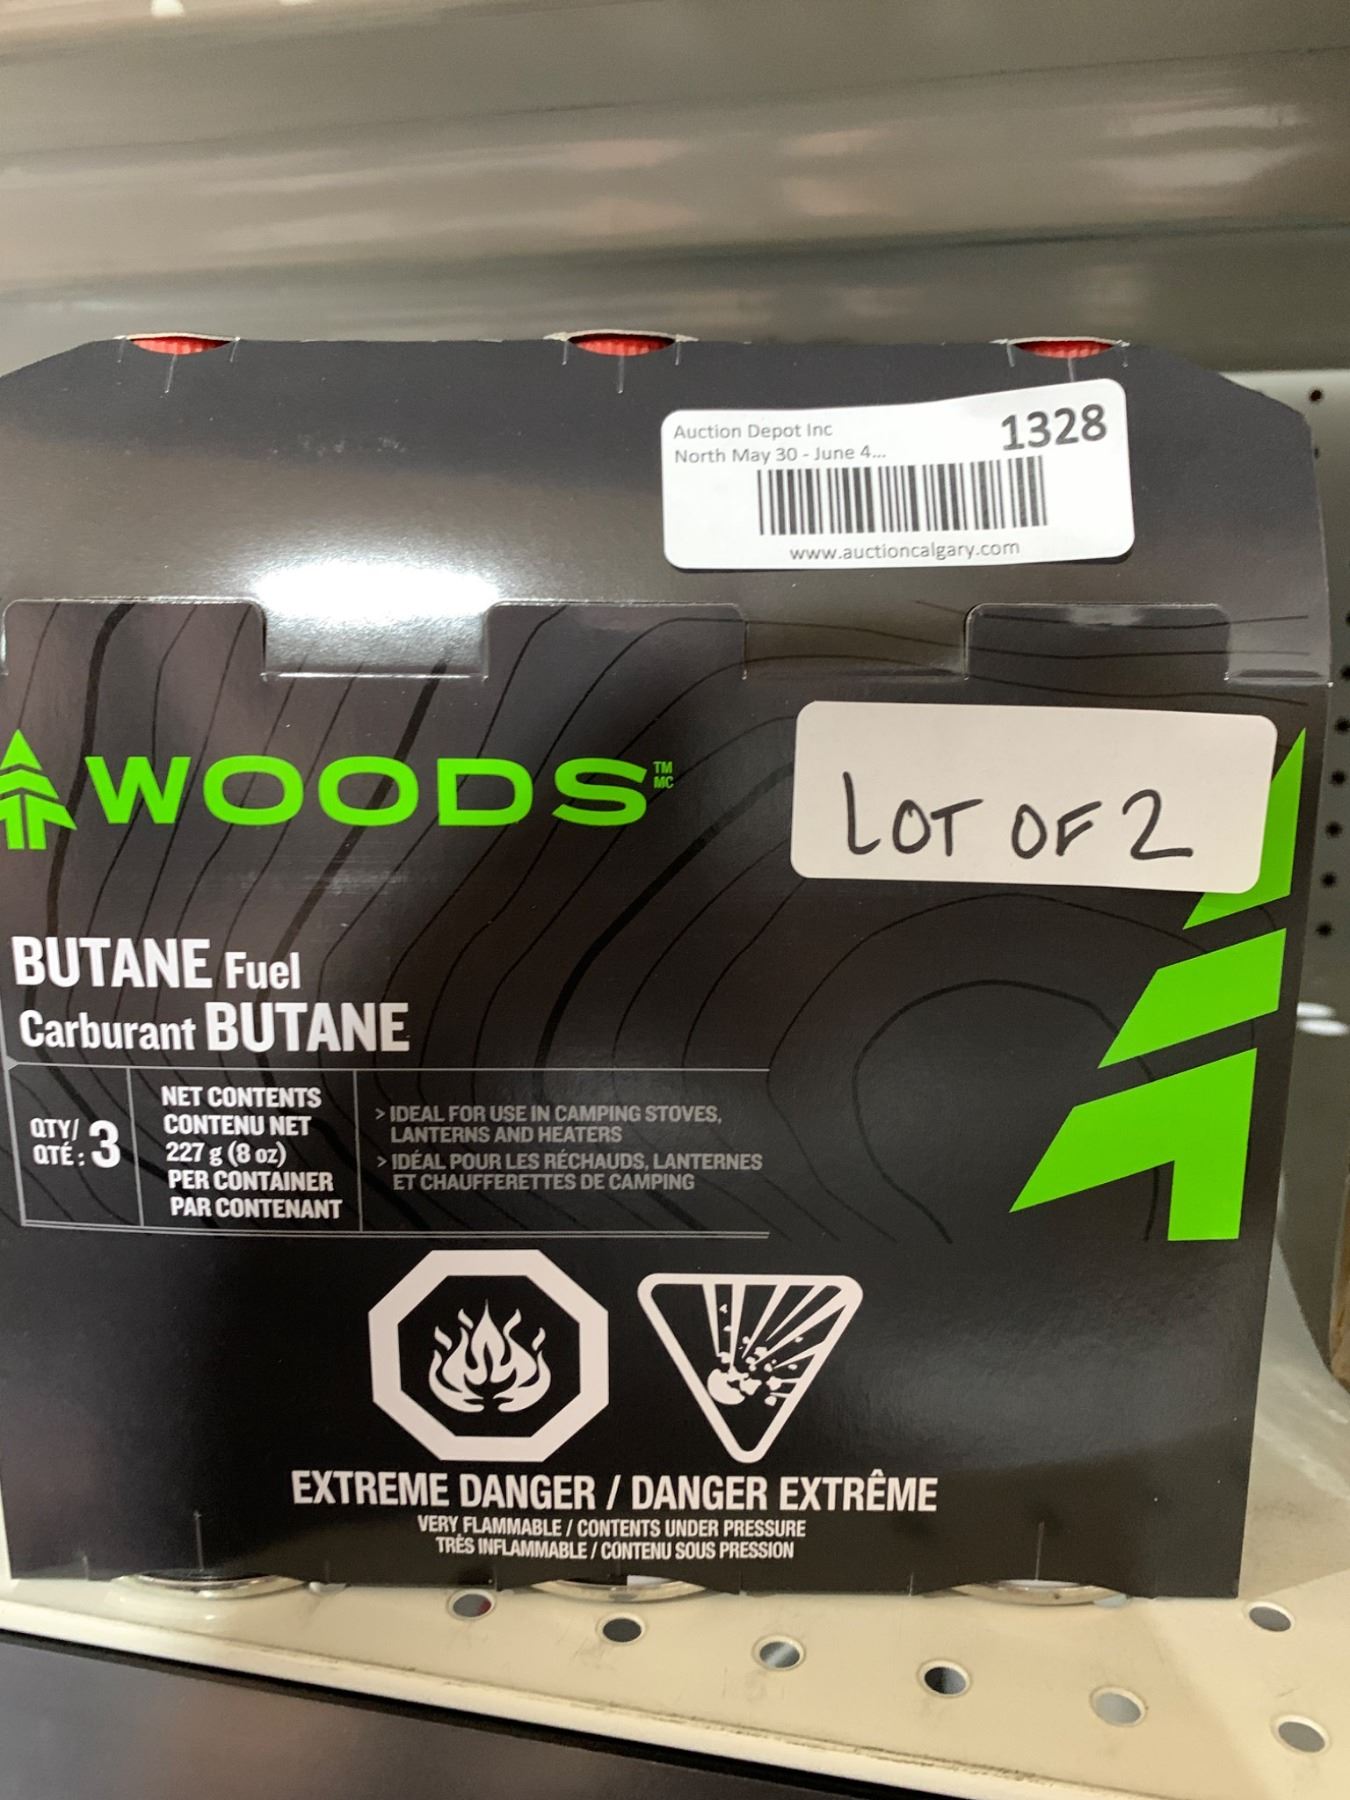 Auction Depot Inc
1328
North May 30 - June 4...
www.auctioncalgary.com
WOODS TM MC
LOT OF 2
BUTANE Fuel
Carburant BUTANE
QTY/
QTÉ : 3
NET CONTENTS
CONTENU NET
227 g (8 oz)
PER CONTAINER
PAR CONTENANT
> IDEAL FOR USE IN CAMPING STOVES,
LANTERNS AND HEATERS
> IDÉAL POUR LES RÉCHAUDS, LANTERNES
ET CHAUFFERETTES DE CAMPING
EXTREME DANGER / DANGER EXTRÊME
VERY FLAMMABLE / CONTENTS UNDER PRESSURE
TRÈS INFLAMMABLE / CONTENU SOUS PRESSION